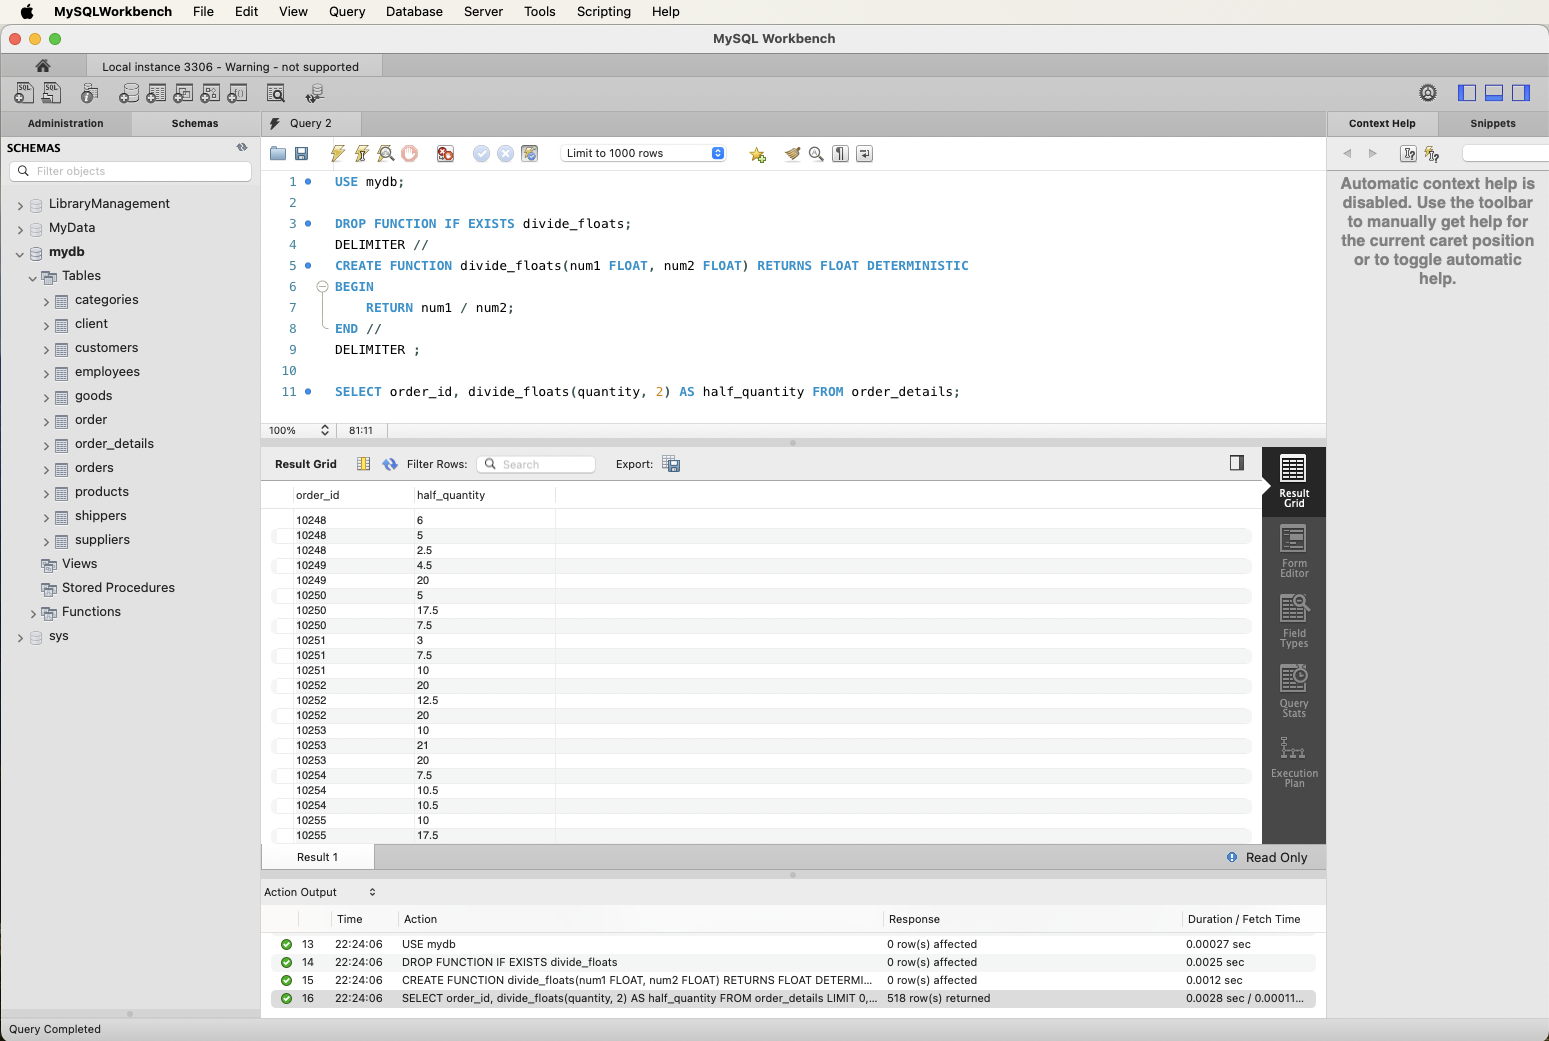 MySQLWorkbench File Edit View Query Database Server Tools Scripting Help
MySQL Workbench
Local instance 3306 - Warning - not supported
Administration Schemas
Query 2
Context Help Snippets
SCHEMAS
Filter objects
LibraryManagement
MyData
mydb
Tables
categories
client
customers
employees
goods
order
order_details
orders
products
shippers
suppliers
Views
Stored Procedures
Functions
sys
Limit to 1000 rows
1 USE mydb;
2
3 DROP FUNCTION IF EXISTS divide_floats;
4 DELIMITER //
5 CREATE FUNCTION divide_floats(num1 FLOAT, num2 FLOAT) RETURNS FLOAT DETERMINISTIC
6 BEGIN
7 RETURN num1 / num2;
8 END //
9 DELIMITER ;
10
11 SELECT order_id, divide_floats(quantity, 2) AS half_quantity FROM order_details;
100% 81:11
Automatic context help is
disabled. Use the toolbar
to manually get help for
the current caret position
or to toggle automatic
help.
Result Grid Filter Rows: Search Export:
order_id half_quantity
10248 6
10248 5
10248 2.5
10249 4.5
10249 20
10250 5
10250 17.5
10250 7.5
10251 3
10251 7.5
10251 10
10252 20
10252 12.5
10252 20
10253 10
10253 21
10253 20
10254 7.5
10254 10.5
10254 10.5
10255 10
10255 17.5
Result
Grid
Form
Editor
Field
Types
Query
Stats
Execution
Plan
Result 1 Read Only
Action Output
Time Action Response Duration / Fetch Time
13 22:24:06 USE mydb 0 row(s) affected 0.00027 sec
14 22:24:06 DROP FUNCTION IF EXISTS divide_floats 0 row(s) affected 0.0025 sec
15 22:24:06 CREATE FUNCTION divide_floats(num1 FLOAT, num2 FLOAT) RETURNS FLOAT DETERMI... 0 row(s) affected 0.0012 sec
16 22:24:06 SELECT order_id, divide_floats(quantity, 2) AS half_quantity FROM order_details LIMIT 0,... 518 row(s) returned 0.0028 sec / 0.00011...
Query Completed